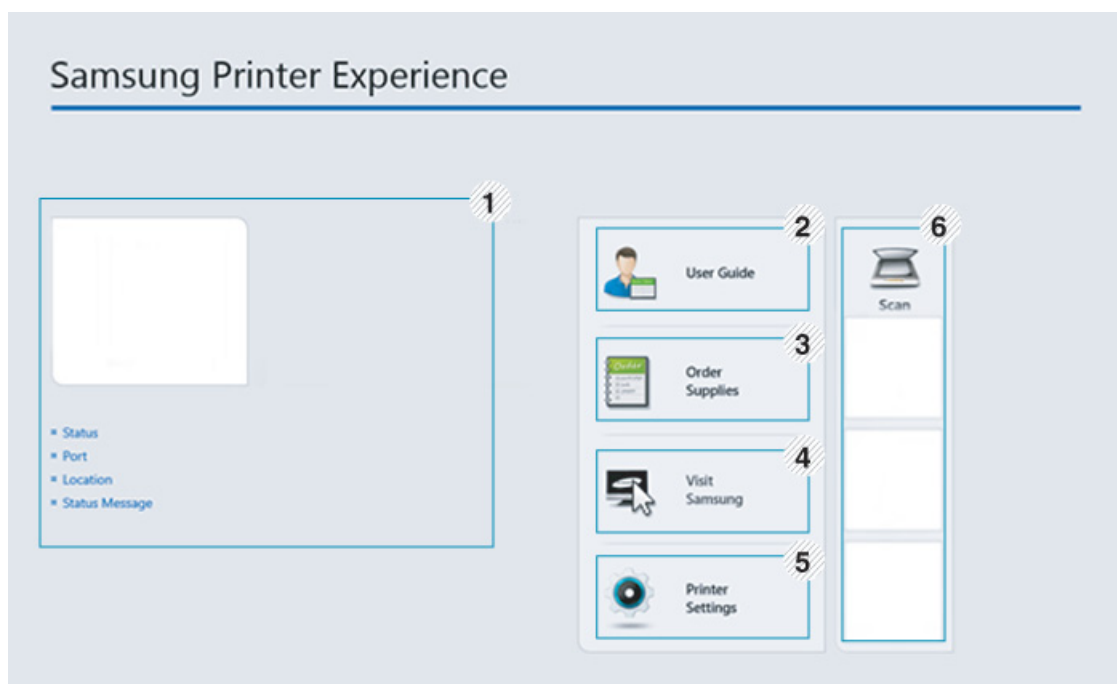 Samsung Printer Experience
1
Status
Port
Location
Status Message
2
User Guide
3
Order
Order
Supplies
4
Visit
Samsung
5
Printer
Settings
6
Scan